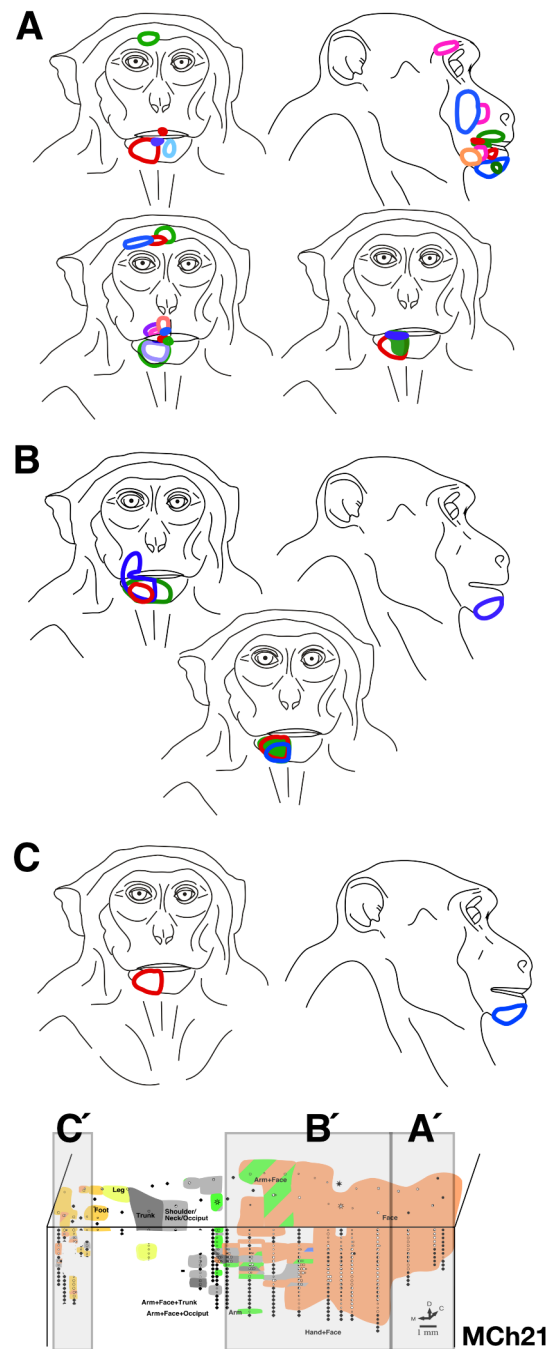 A
B
C
C´
B´
A´
Leg
Arm+Face
Foot
Trunk
Shoulder/
Neck/Occiput
Face
Arm+Face+Trunk
Arm+Face+Occiput
Arm
Hand+Face
D
C
M
1 mm
MCh21